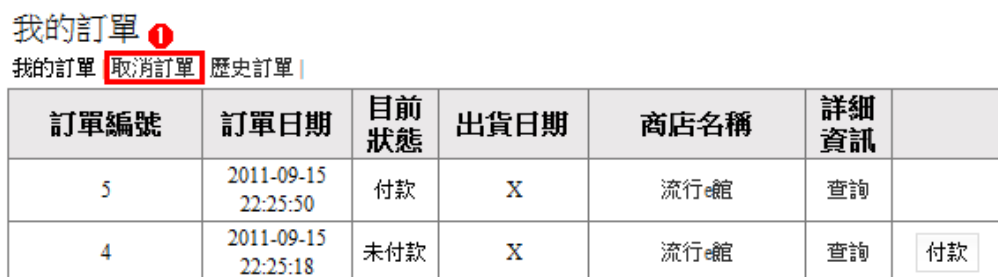 我的訂單 1
我的訂單 | 取消訂單 | 歷史訂單 |
訂單編號 訂單日期 目前狀態 出貨日期 商店名稱 詳細資訊
5 2011-09-15 22:25:50 付款 X 流行e館 查詢
4 2011-09-15 22:25:18 未付款 X 流行e館 查詢 付款